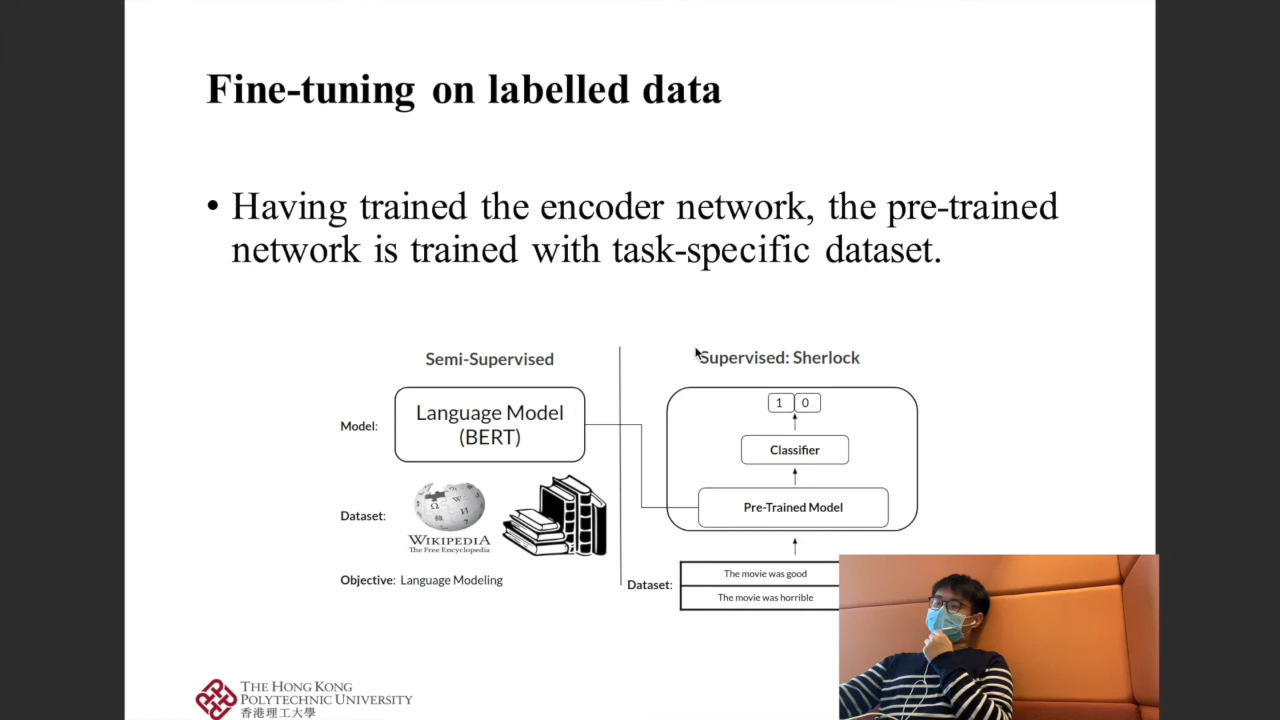 Fine-tuning on labelled data
• Having trained the encoder network, the pre-trained
network is trained with task-specific dataset.
Semi-Supervised
Model:
Language Model
(BERT)
Dataset:
WIKIPEDIA
The Free Encyclopedia
Objective: Language Modeling
Supervised: Sherlock
1 0
Classifier
Pre-Trained Model
Dataset:
The movie was good
The movie was horrible
THE HONG KONG
POLYTECHNIC UNIVERSITY
香港理工大學